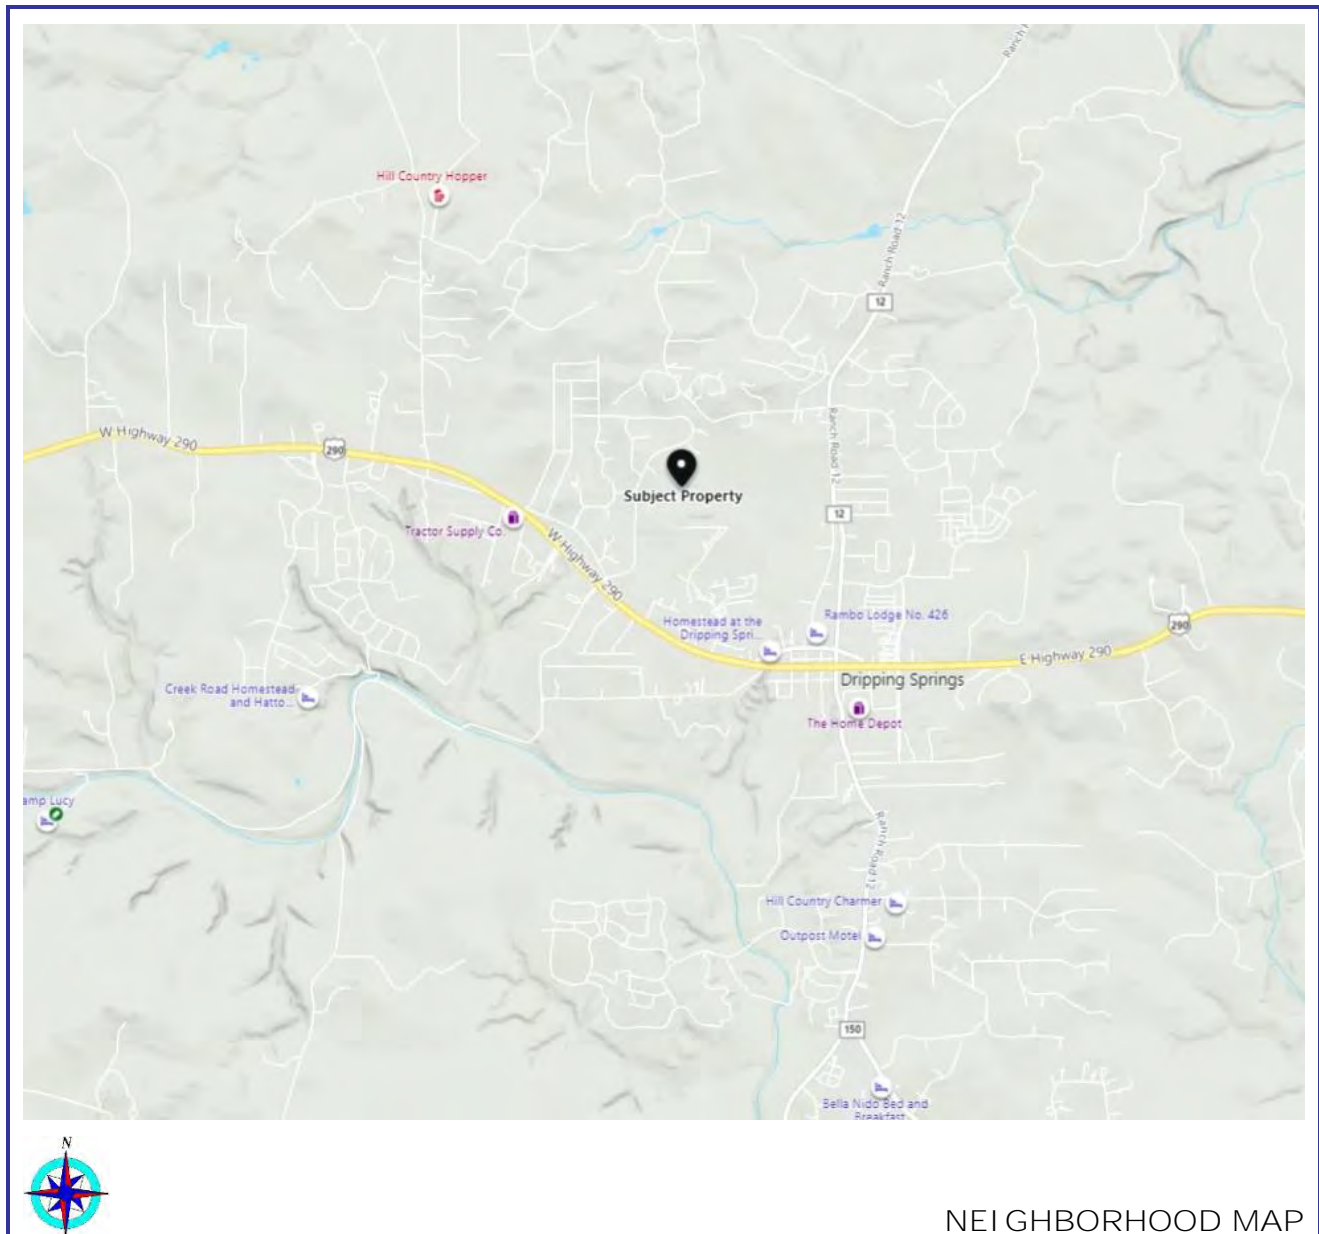 Ranch
Hill Country Hopper
Ranch Road 12
12
W Highway 290
290
Ranch Road 12
Subject Property
12
Tractor Supply Co.
W Highway 290
Rambo Lodge No. 426
Homestead at the
Dripping Spri...
290
E Highway 290
Dripping Springs
Creek Road Homestead
and Hatto...
The Home Depot
amp Lucy
Ranch Road 12
Hill Country Charmer
Outpost Motel
150
Bella Nido Bed and
Breakfast
N
NEIGHBORHOOD MAP